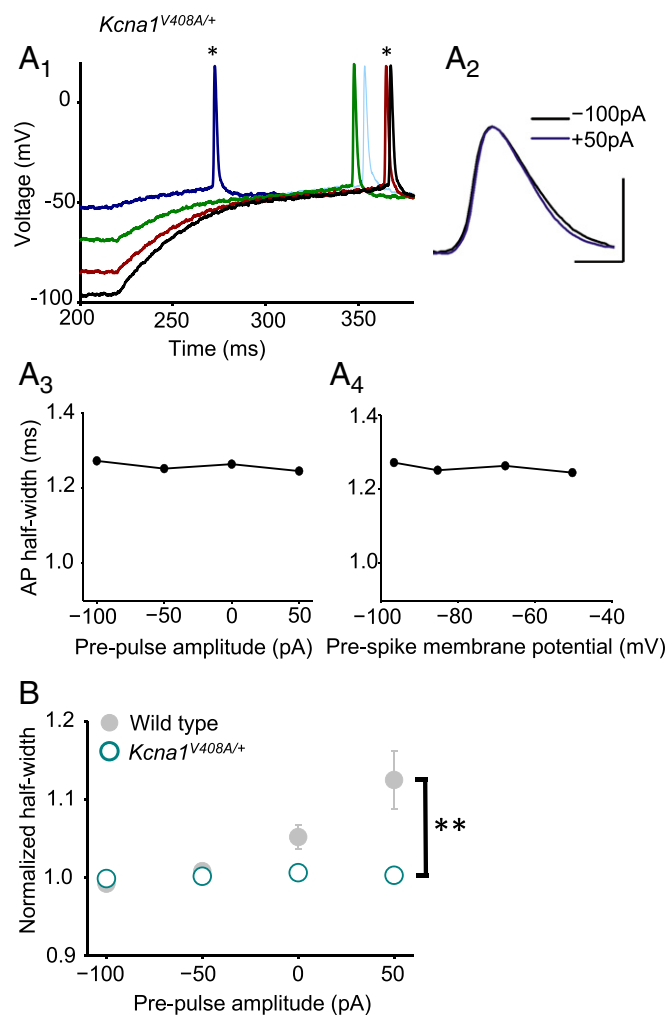 Kcna1V408A/+
A1
*
*
0
-50
-100
Voltage (mV)
200
250
300
350
Time (ms)
A2
−100pA
+50pA
A3
1.4
1.2
1.0
AP half-width (ms)
−100
−50
0
50
Pre-pulse amplitude (pA)
A4
1.4
1.2
1.0
−100
−80
−60
−40
Pre-spike membrane potential (mV)
B
Wild type
Kcna1V408A/+
1.2
1.1
1.0
0.9
Normalized half-width
**
−100
−50
0
50
Pre-pulse amplitude (pA)